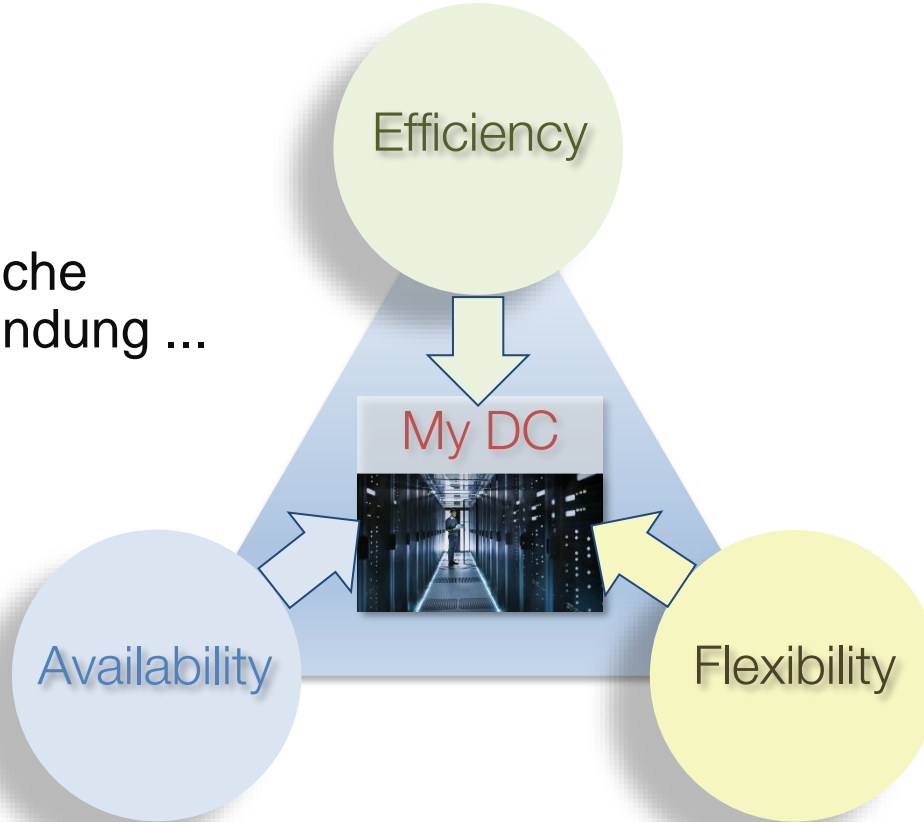 Efficiency
che
ndung ...
My DC
Availability
Flexibility